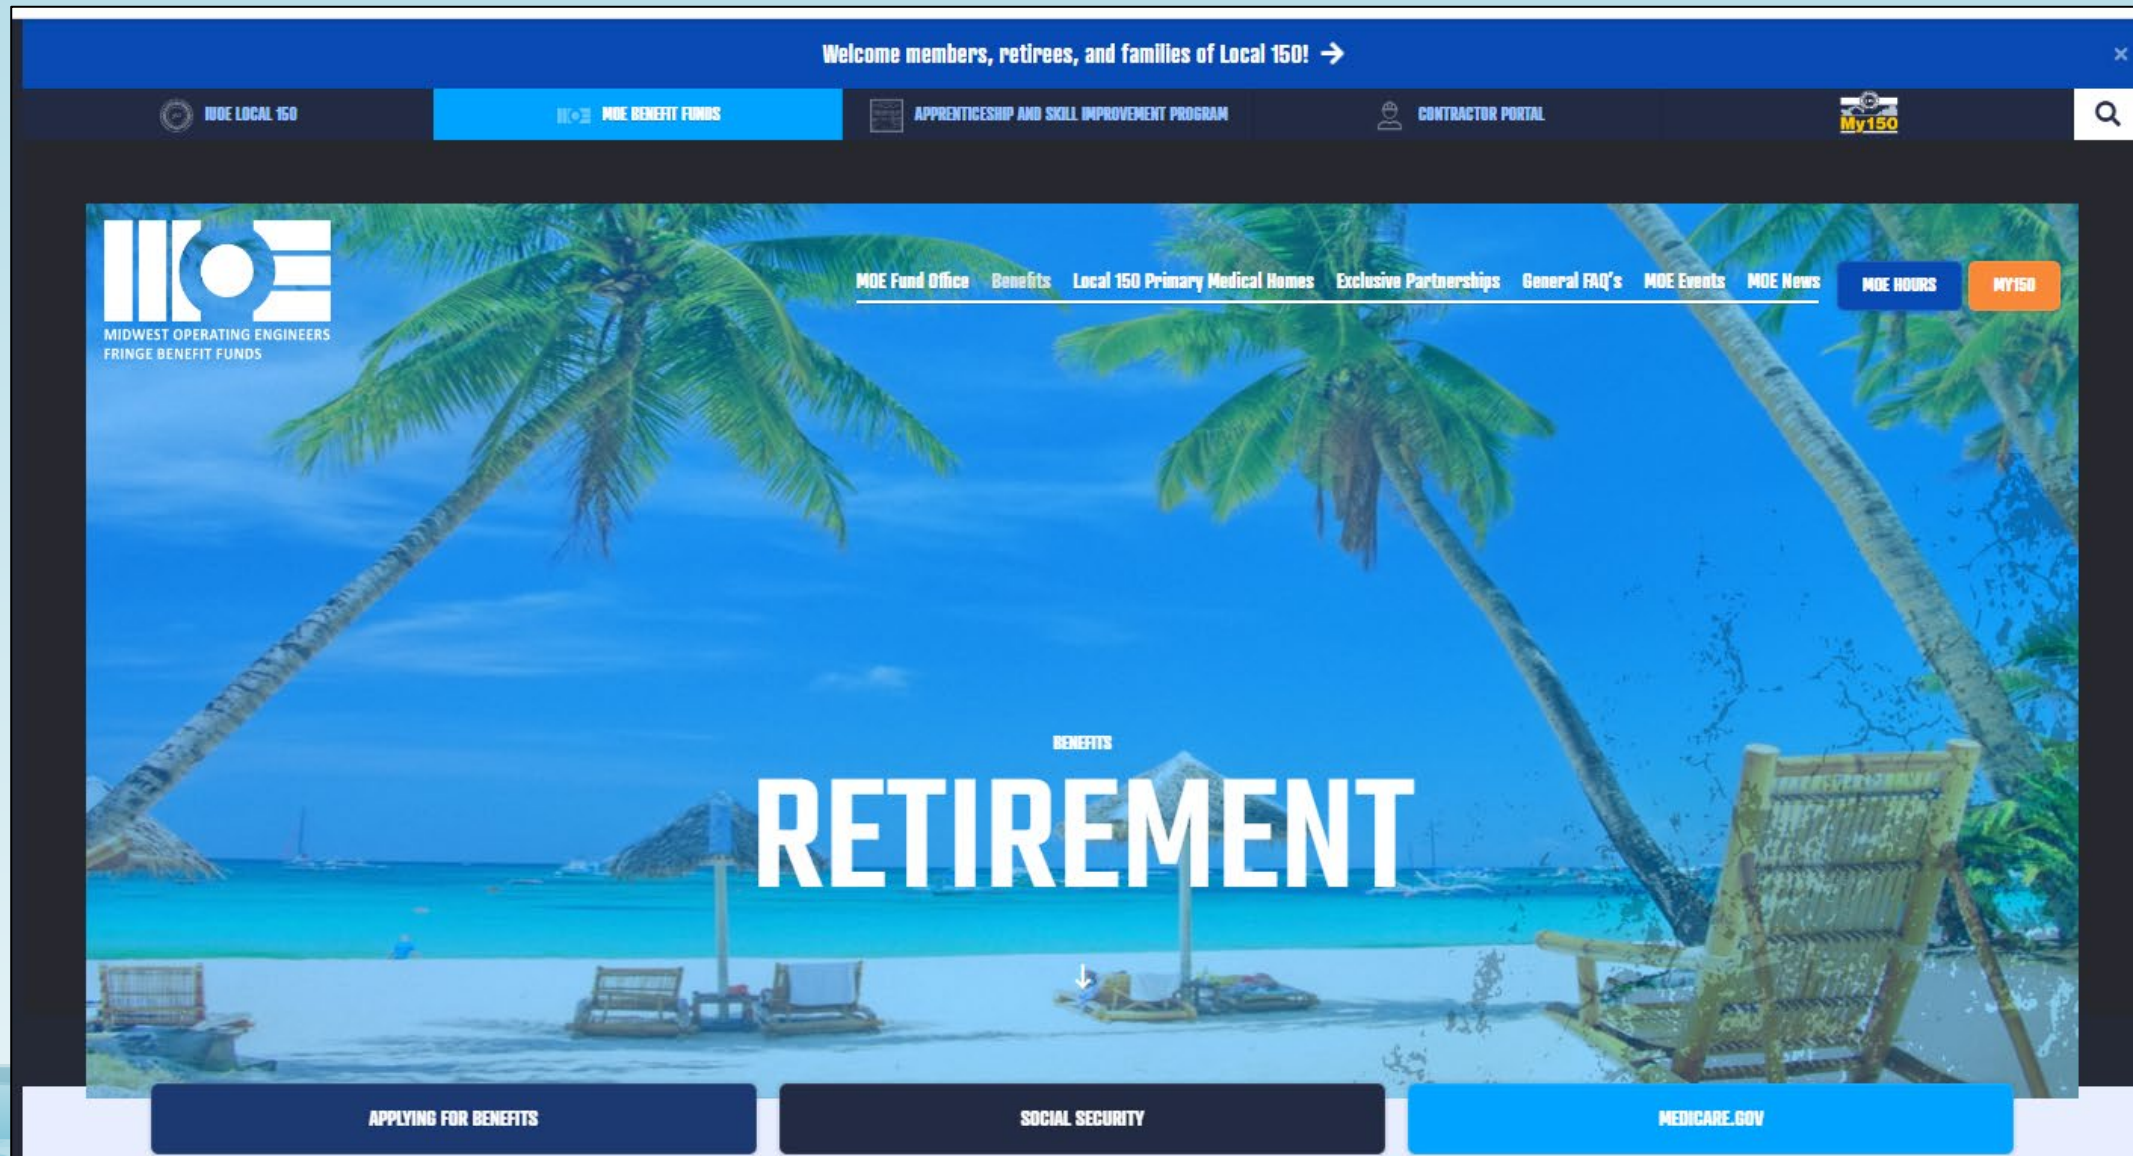 Welcome members, retirees, and families of Local 150! →
×
IUOE LOCAL 150
MOE BENEFIT FUNDS
APPRENTICESHIP AND SKILL IMPROVEMENT PROGRAM
CONTRACTOR PORTAL
My150
MOE
MIDWEST OPERATING ENGINEERS
FRINGE BENEFIT FUNDS
MOE Fund Office Benefits Local 150 Primary Medical Homes Exclusive Partnerships General FAQ's MOE Events MOE News
MOE HOURS
MY150
BENEFITS
RETIREMENT
↓
APPLYING FOR BENEFITS
SOCIAL SECURITY
MEDICARE.GOV